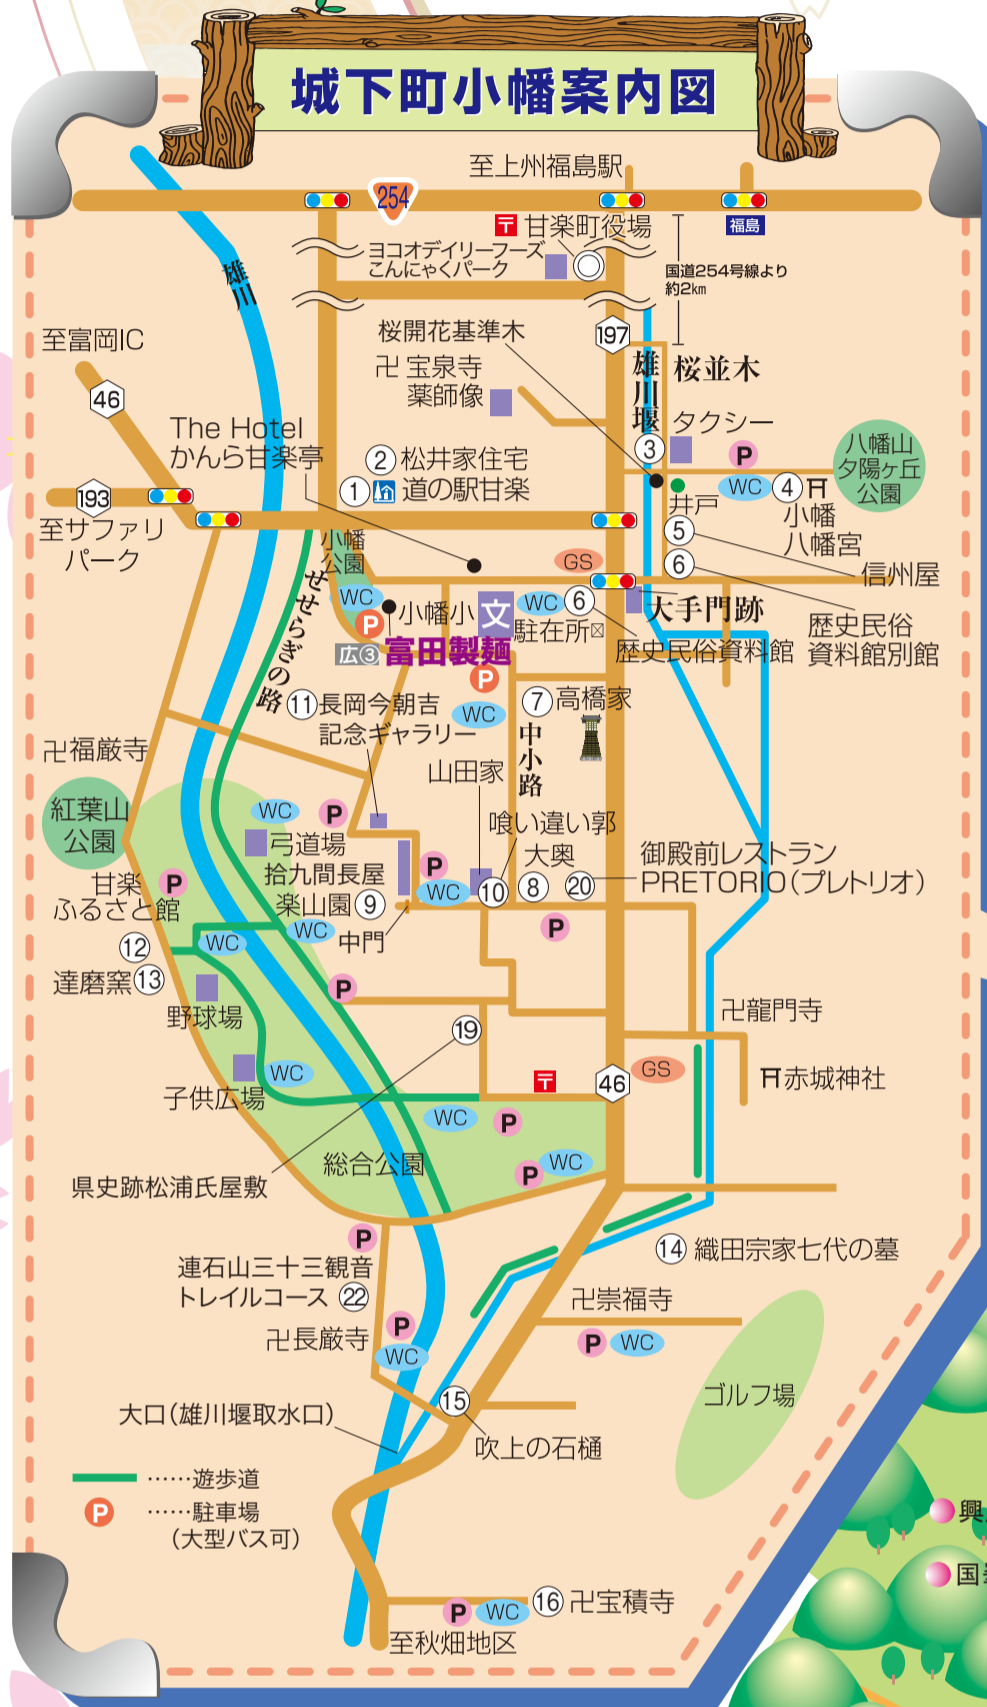 城下町小幡案内図
至上州福島駅
254
福島
〒
甘楽町役場
ヨコオデイリーフーズ
こんにゃくパーク
国道254号線より
約2km
雄川
197
桜開花基準木
至富岡IC
卍 宝泉寺
薬師像
雄川堰
桜並木
46
タクシー
The Hotel
かんら甘楽亭
② 松井家住宅
① 道の駅甘楽
③
P
WC
④
小幡
八幡宮
八幡山
夕陽ヶ丘
公園
193
井戸
至サファリ
パーク
⑤
⑥
信州屋
小幡
公園
GS
せせらぎの路
WC
小幡小
文
WC
⑥
駐在所
大手門跡
歴史民俗資料館
歴史民俗
資料館別館
P
広③
富田製麺
P
⑪長岡今朝吉
記念ギャラリー
WC
⑦高橋家
中小路
卍福厳寺
山田家
紅葉山
公園
WC
P
喰い違い郭
弓道場
大奥
御殿前レストラン
PRETORIO(プレトリオ)
甘楽
ふるさと館
P
拾九間長屋
P
楽山園⑨
WC
⑩
⑧
⑳
WC
中門
P
⑫
WC
達磨窯⑬
P
野球場
卍龍門寺
⑲
WC
子供広場
〒
46
GS
赤城神社
WC
P
総合公園
P
WC
県史跡松浦氏屋敷
P
連石山三十三観音
トレイルコース ㉒
⑭ 織田宗家七代の墓
卍長厳寺
P
WC
卍崇福寺
P
WC
ゴルフ場
大口(雄川堰取水口)
⑮
吹上の石樋
……遊歩道
P
……駐車場
(大型バス可)
興
国
P
WC
⑯ 卍宝積寺
至秋畑地区